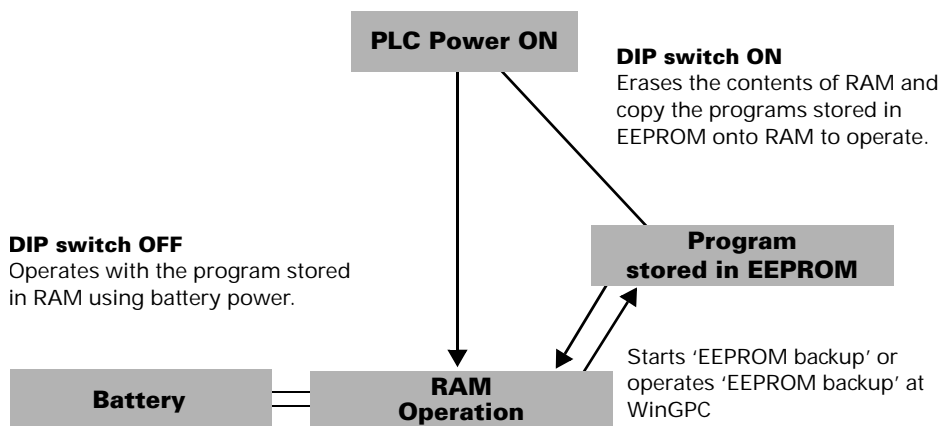 PLC Power ON
DIP switch ON
Erases the contents of RAM and
copy the programs stored in
EEPROM onto RAM to operate.
DIP switch OFF
Operates with the program stored
in RAM using battery power.
Program
stored in EEPROM
Starts ‘EEPROM backup’ or
operates ‘EEPROM backup’ at
WinGPC
Battery
RAM
Operation